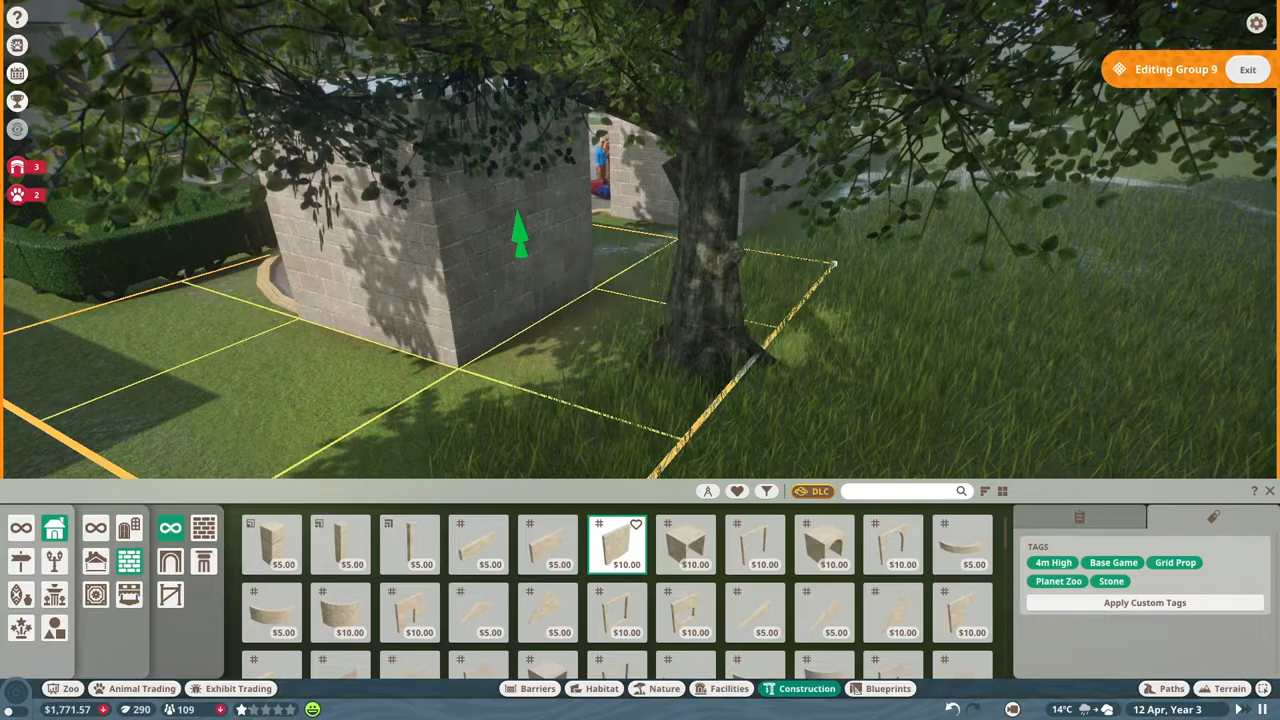 ?
Editing Group 9 Exit
3
2
DLC
? ×
$5.00 $5.00 $5.00 $5.00 $5.00 $10.00 $10.00 $10.00 $10.00 $10.00 $5.00
TAGS
4m High Base Game Grid Prop
Planet Zoo Stone
Apply Custom Tags
$5.00 $10.00 $10.00 $5.00 $5.00 $10.00 $10.00 $5.00 $5.00 $10.00 $10.00
Zoo Animal Trading Exhibit Trading Barriers Habitat Nature Facilities Construction Blueprints Paths Terrain
$1,771.57 290 109 14°C 12 Apr, Year 3